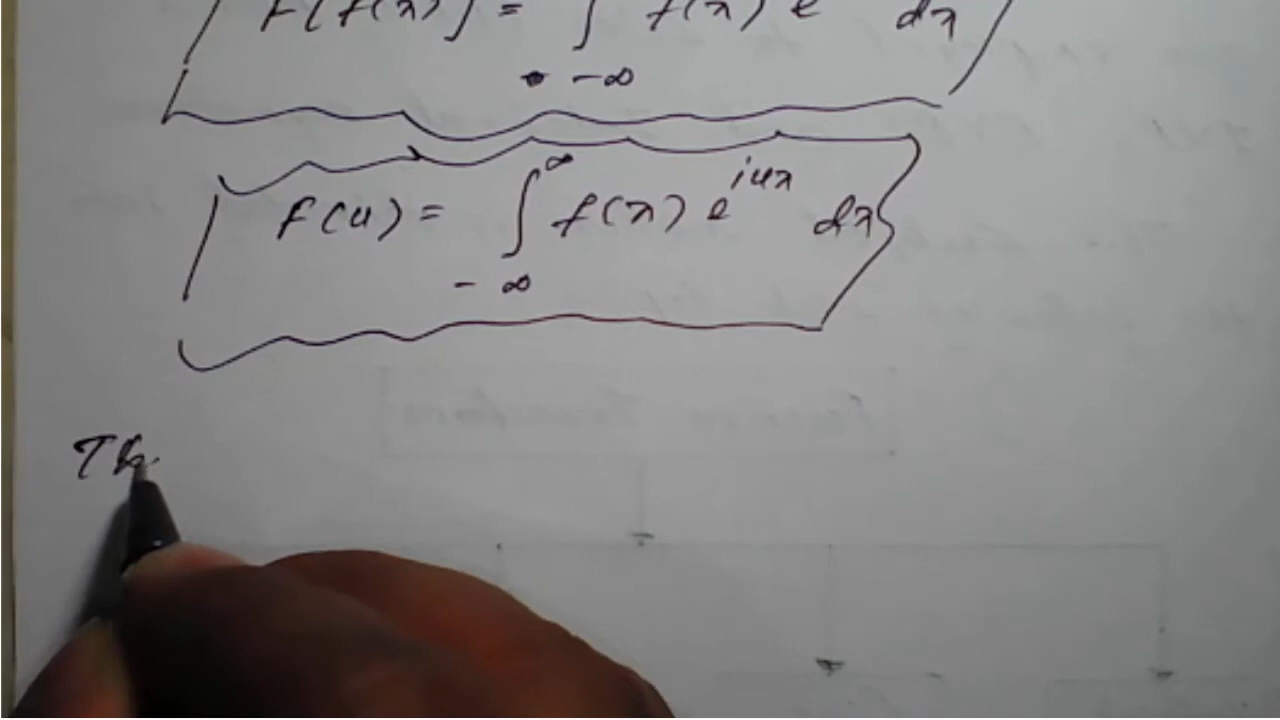 F(f(x)) = ∫ f(x) e dx
-∞
F(u) = ∫_{-∞}^{∞} f(x) e^{iux} dx
Th